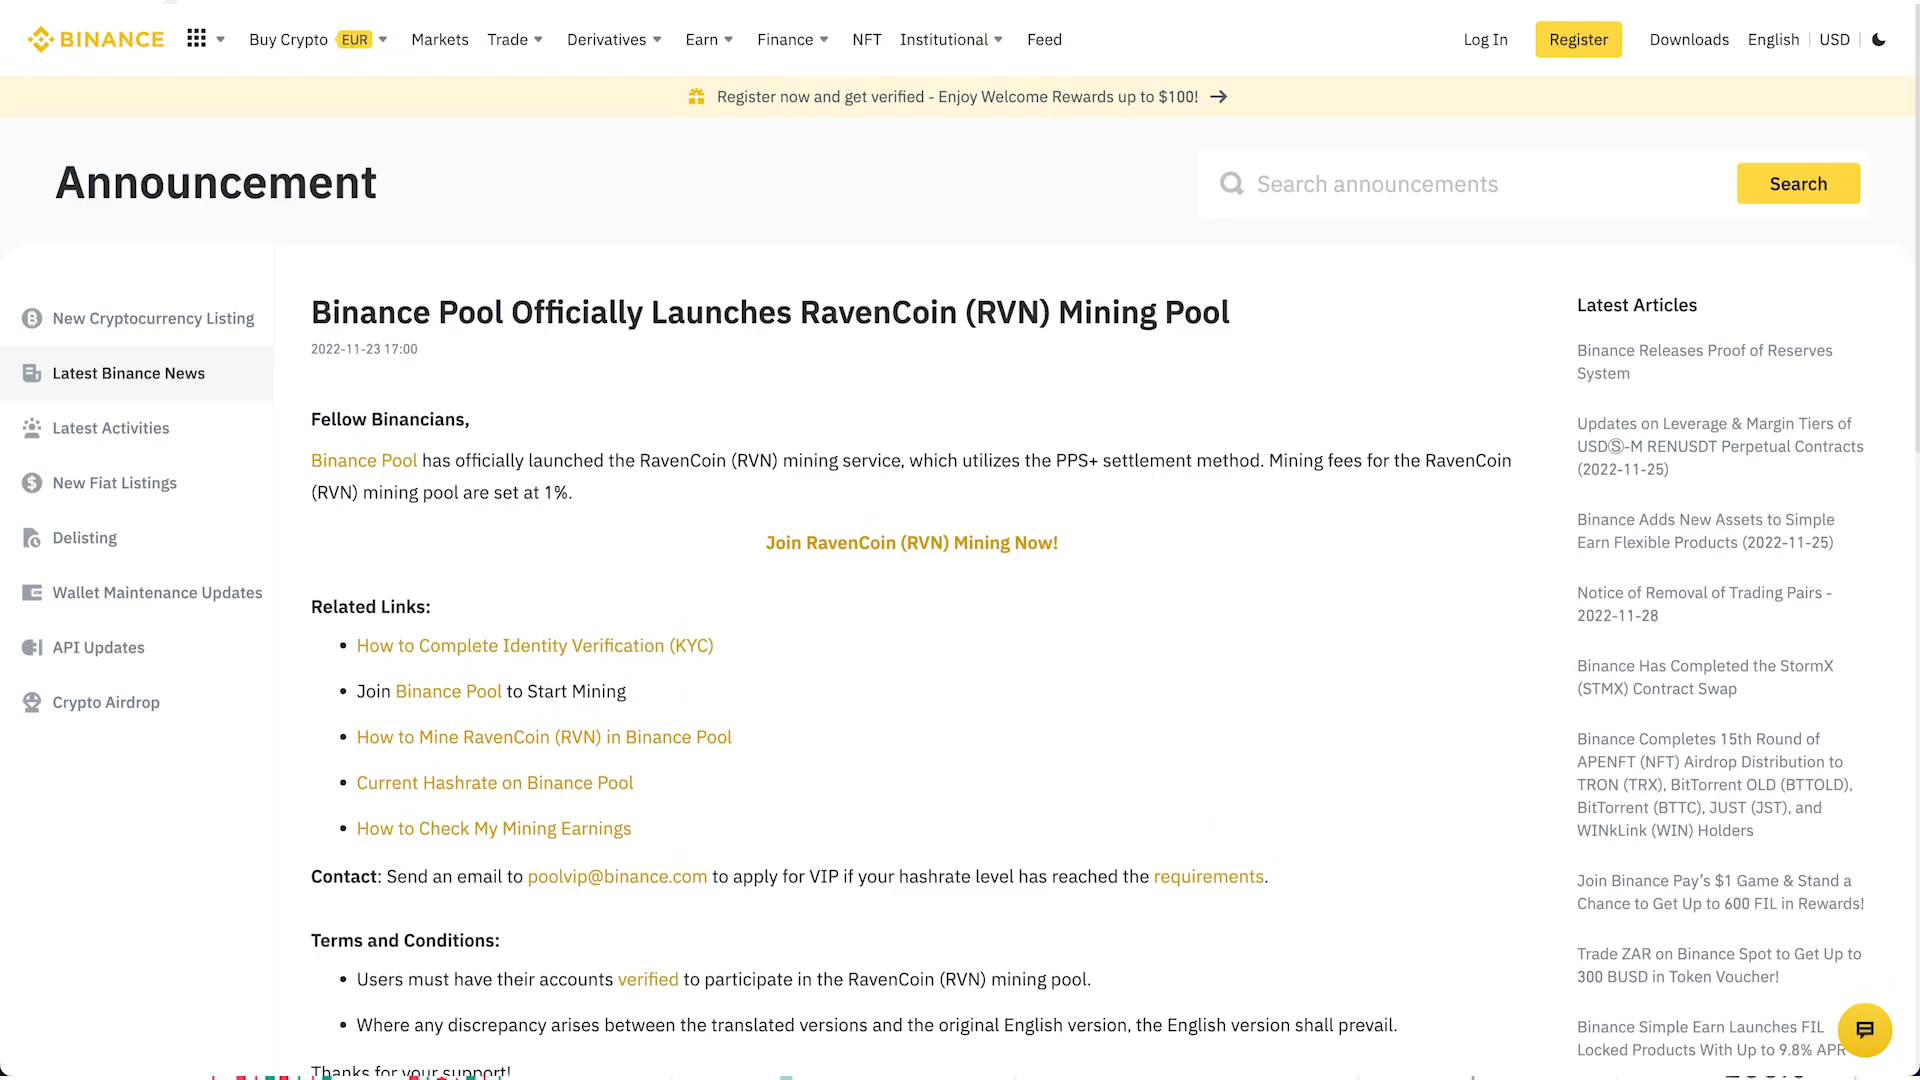 BINANCE
Buy Crypto EUR Markets Trade Derivatives Earn Finance NFT Institutional Feed
Log In Register Downloads English USD
Register now and get verified - Enjoy Welcome Rewards up to $100!
Announcement
Search announcements Search
New Cryptocurrency Listing
Latest Binance News
Latest Activities
New Fiat Listings
Delisting
Wallet Maintenance Updates
API Updates
Crypto Airdrop
Binance Pool Officially Launches RavenCoin (RVN) Mining Pool
2022-11-23 17:00
Fellow Binancians,
Binance Pool has officially launched the RavenCoin (RVN) mining service, which utilizes the PPS+ settlement method. Mining fees for the RavenCoin
(RVN) mining pool are set at 1%.
Join RavenCoin (RVN) Mining Now!
Related Links:
• How to Complete Identity Verification (KYC)
• Join Binance Pool to Start Mining
• How to Mine RavenCoin (RVN) in Binance Pool
• Current Hashrate on Binance Pool
• How to Check My Mining Earnings
Contact: Send an email to poolvip@binance.com to apply for VIP if your hashrate level has reached the requirements.
Terms and Conditions:
• Users must have their accounts verified to participate in the RavenCoin (RVN) mining pool.
• Where any discrepancy arises between the translated versions and the original English version, the English version shall prevail.
Thanks for your support!
Latest Articles
Binance Releases Proof of Reserves
System
Updates on Leverage & Margin Tiers of
USDⓈ-M RENUSDT Perpetual Contracts
(2022-11-25)
Binance Adds New Assets to Simple
Earn Flexible Products (2022-11-25)
Notice of Removal of Trading Pairs -
2022-11-28
Binance Has Completed the StormX
(STMX) Contract Swap
Binance Completes 15th Round of
APENFT (NFT) Airdrop Distribution to
TRON (TRX), BitTorrent OLD (BTTOLD),
BitTorrent (BTTC), JUST (JST), and
WINkLink (WIN) Holders
Join Binance Pay’s $1 Game & Stand a
Chance to Get Up to 600 FIL in Rewards!
Trade ZAR on Binance Spot to Get Up to
300 BUSD in Token Voucher!
Binance Simple Earn Launches FIL
Locked Products With Up to 9.8% APR